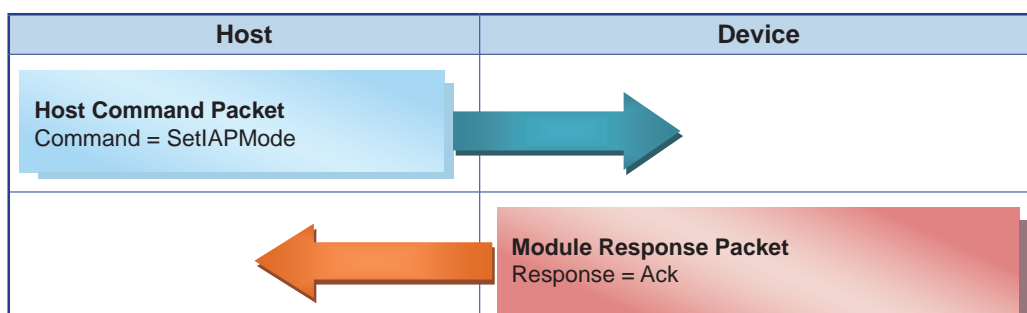 Host
Device
Host Command Packet
Command = SetIAPMode
Module Response Packet
Response = Ack